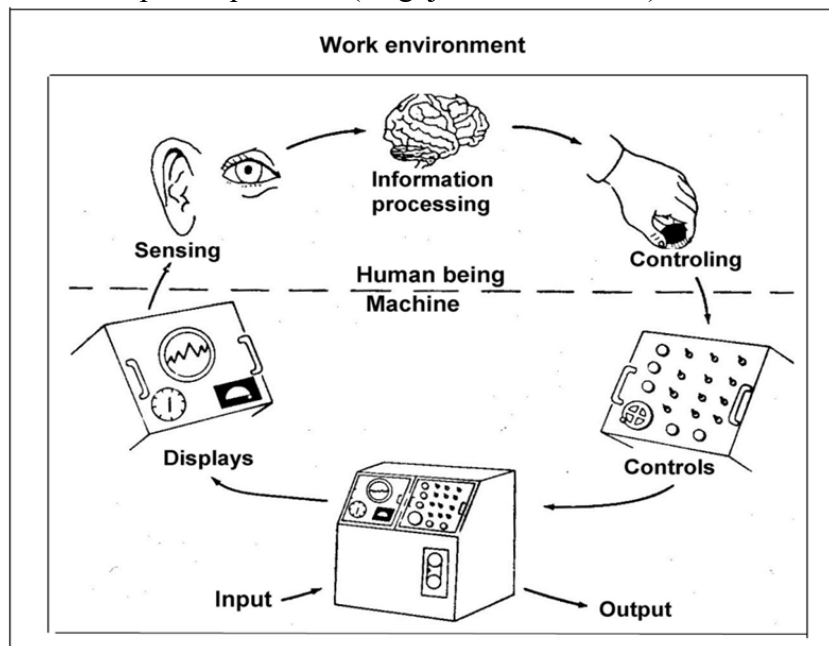 Work environment
Information
processing
Sensing
Controling
Human being
Machine
Displays
Controls
Input
Output